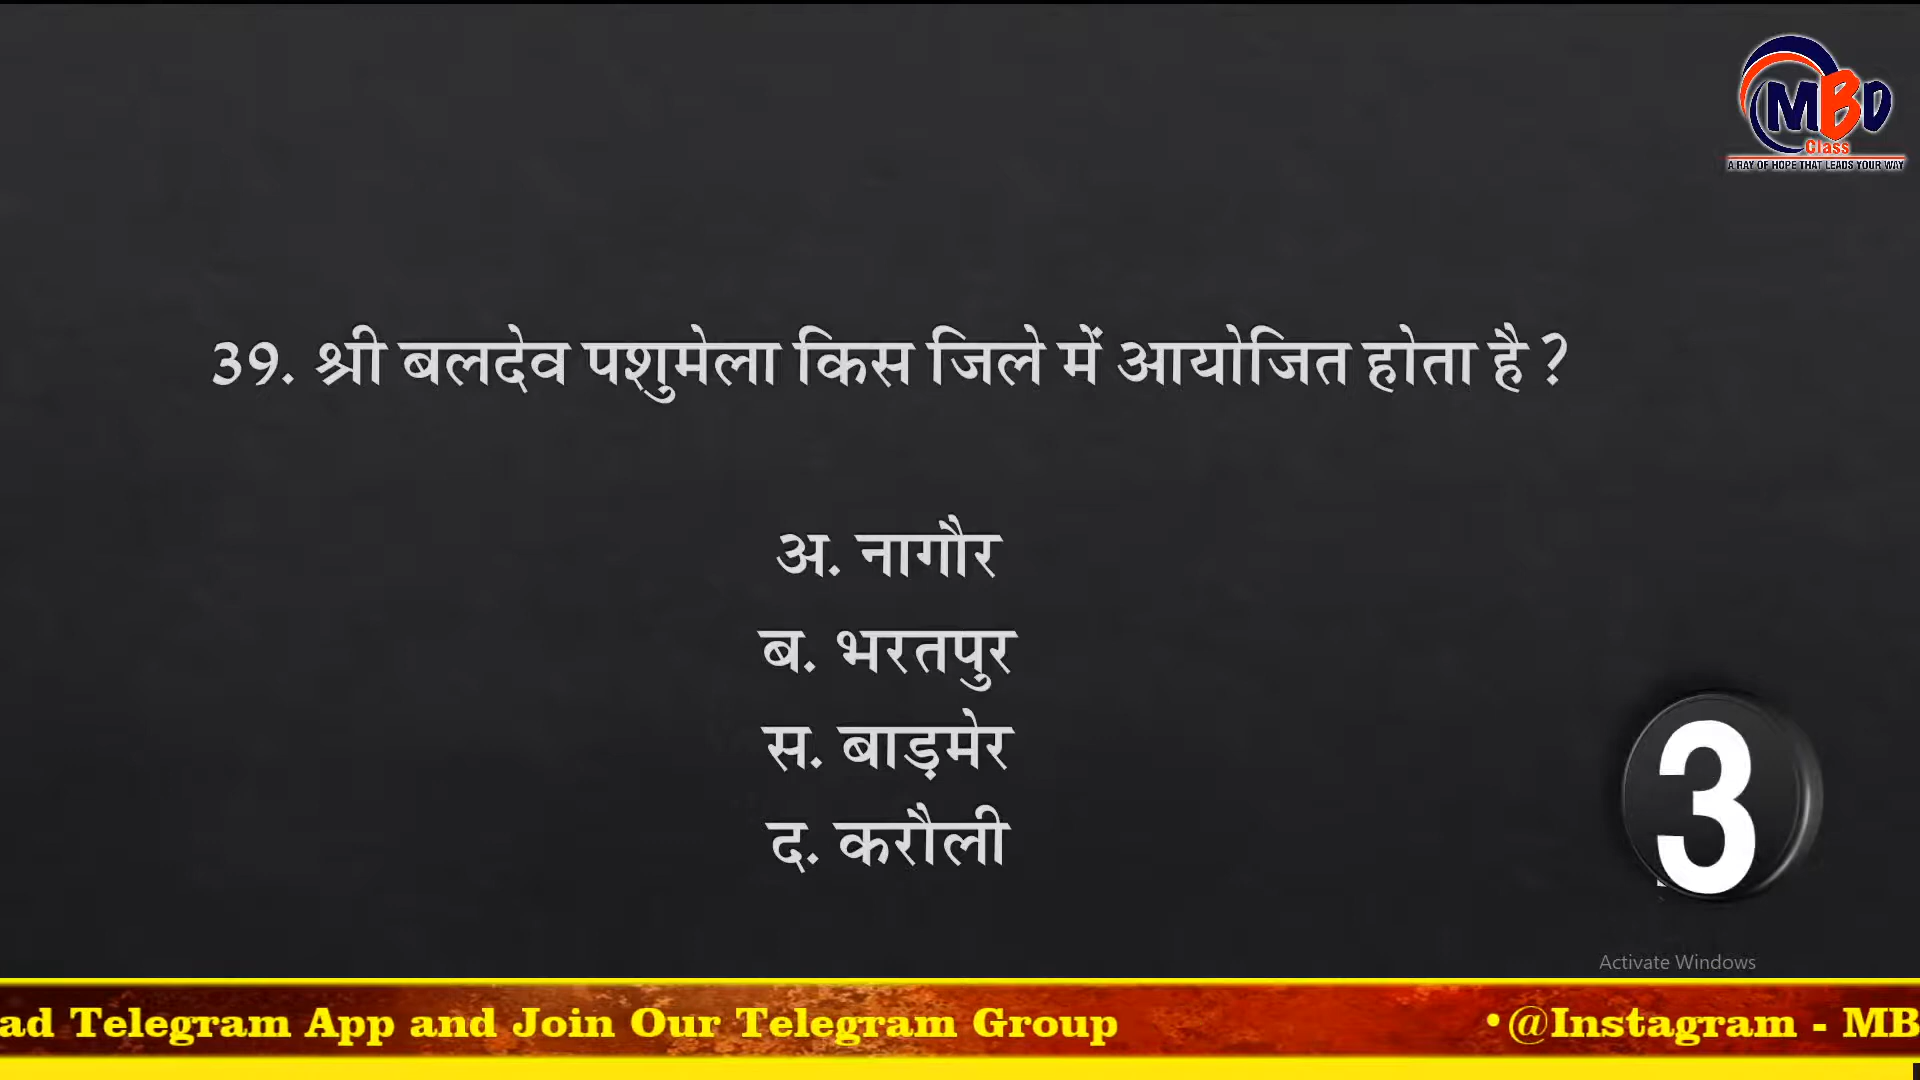 MBD
Class
A RAY OF HOPE THAT LEADS YOUR WAY
39. श्री बलदेव पशुमेला किस जिले में आयोजित होता है ?
अ. नागौर
ब. भरतपुर
स. बाड़मेर
द. करौली
3
Activate Windows
ad Telegram App and Join Our Telegram Group •@Instagram - MB